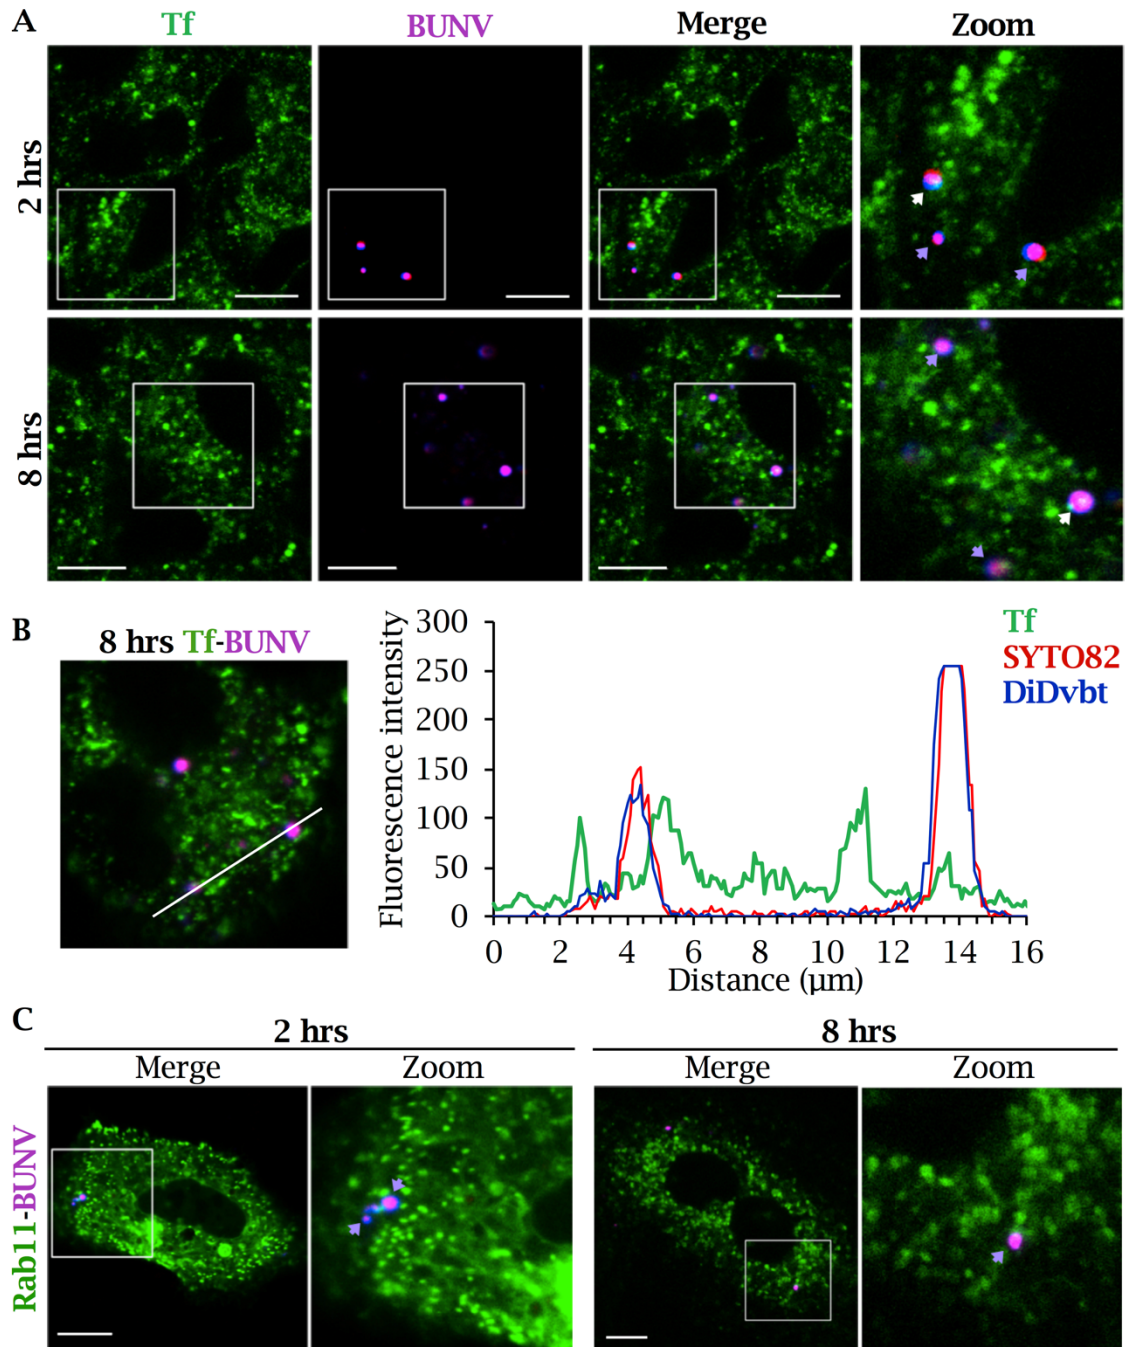 A
Tf BUNV Merge Zoom
2 hrs
8 hrs
B
8 hrs Tf-BUNV
Fluorescence intensity
300
250
200
150
100
50
0
0 2 4 6 8 10 12 14 16
Distance (µm)
Tf
SYTO82
DiDvbt
C
2 hrs 8 hrs
Merge Zoom Merge Zoom
Rab11-BUNV